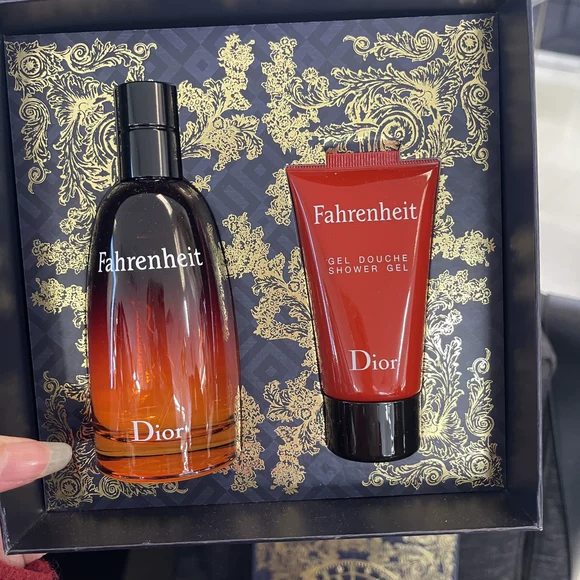 Fahrenheit
Dior
Fahrenheit
GEL DOUCHE
SHOWER GEL
Dior